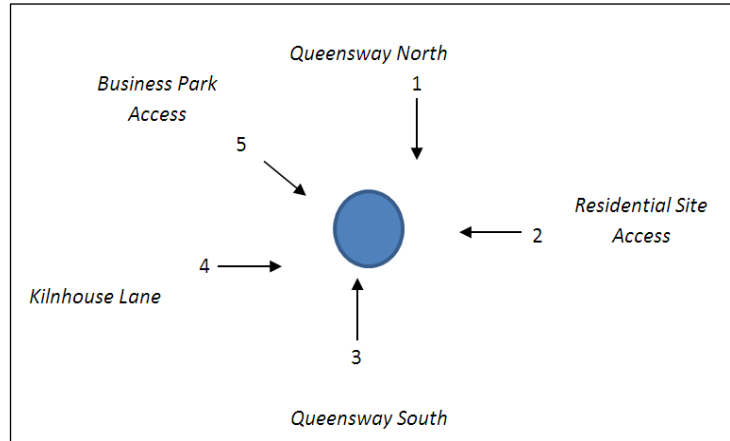 Queensway North
1
Business Park
Access
5
Residential Site
Access
2
4
Kilnhouse Lane
3
Queensway South